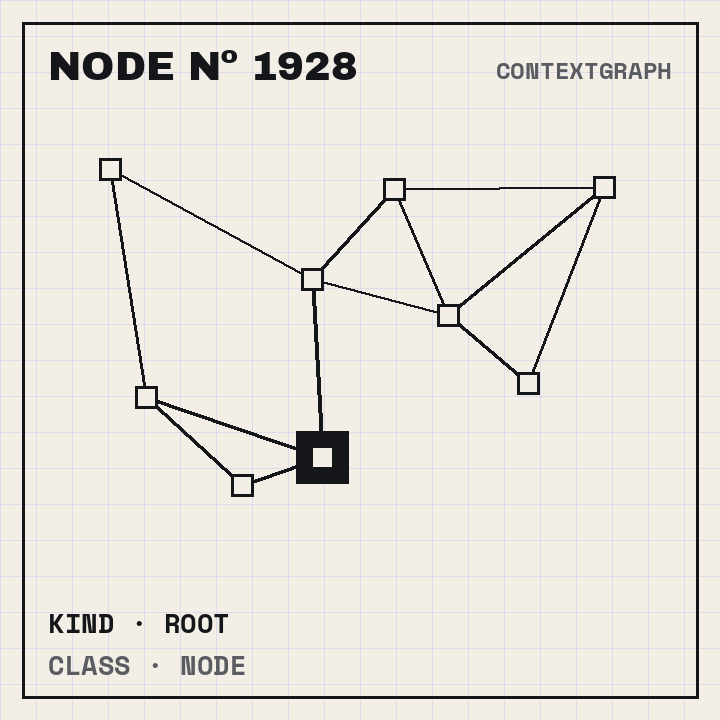 NODE Nº 1928
CONTEXTGRAPH
KIND · ROOT
CLASS · NODE